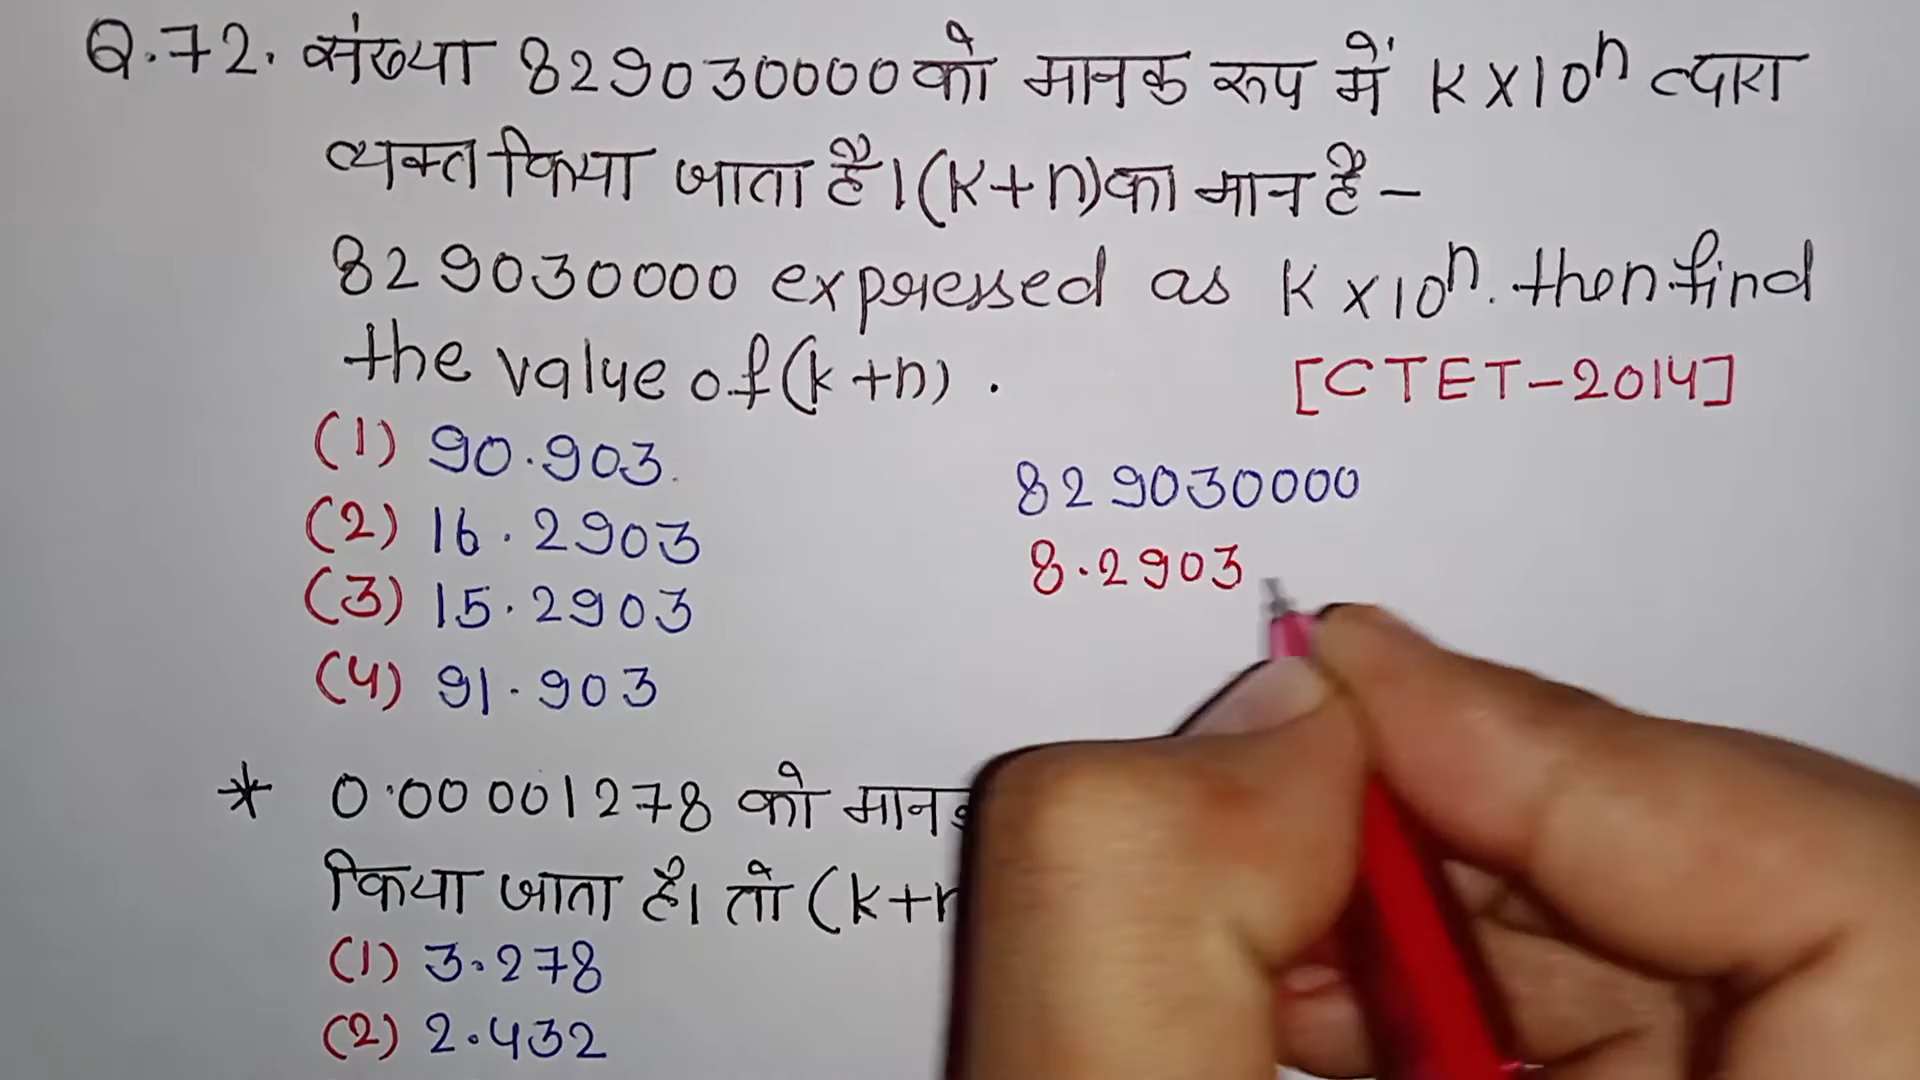 Q.72. संख्या 829030000 को मानक रूप में K×10ⁿ द्वारा
व्यक्त किया जाता है। (K+n) का मान है –
829030000 expressed as K×10ⁿ. then find
the value of (k+n).
[CTET-2014]
(1) 90.903.
(2) 16.2903
(3) 15.2903
(4) 91.903
829030000
8.2903
* 0.00001278 को
किया जाता है। तो (k+
(1) 3.278
(2) 2.432